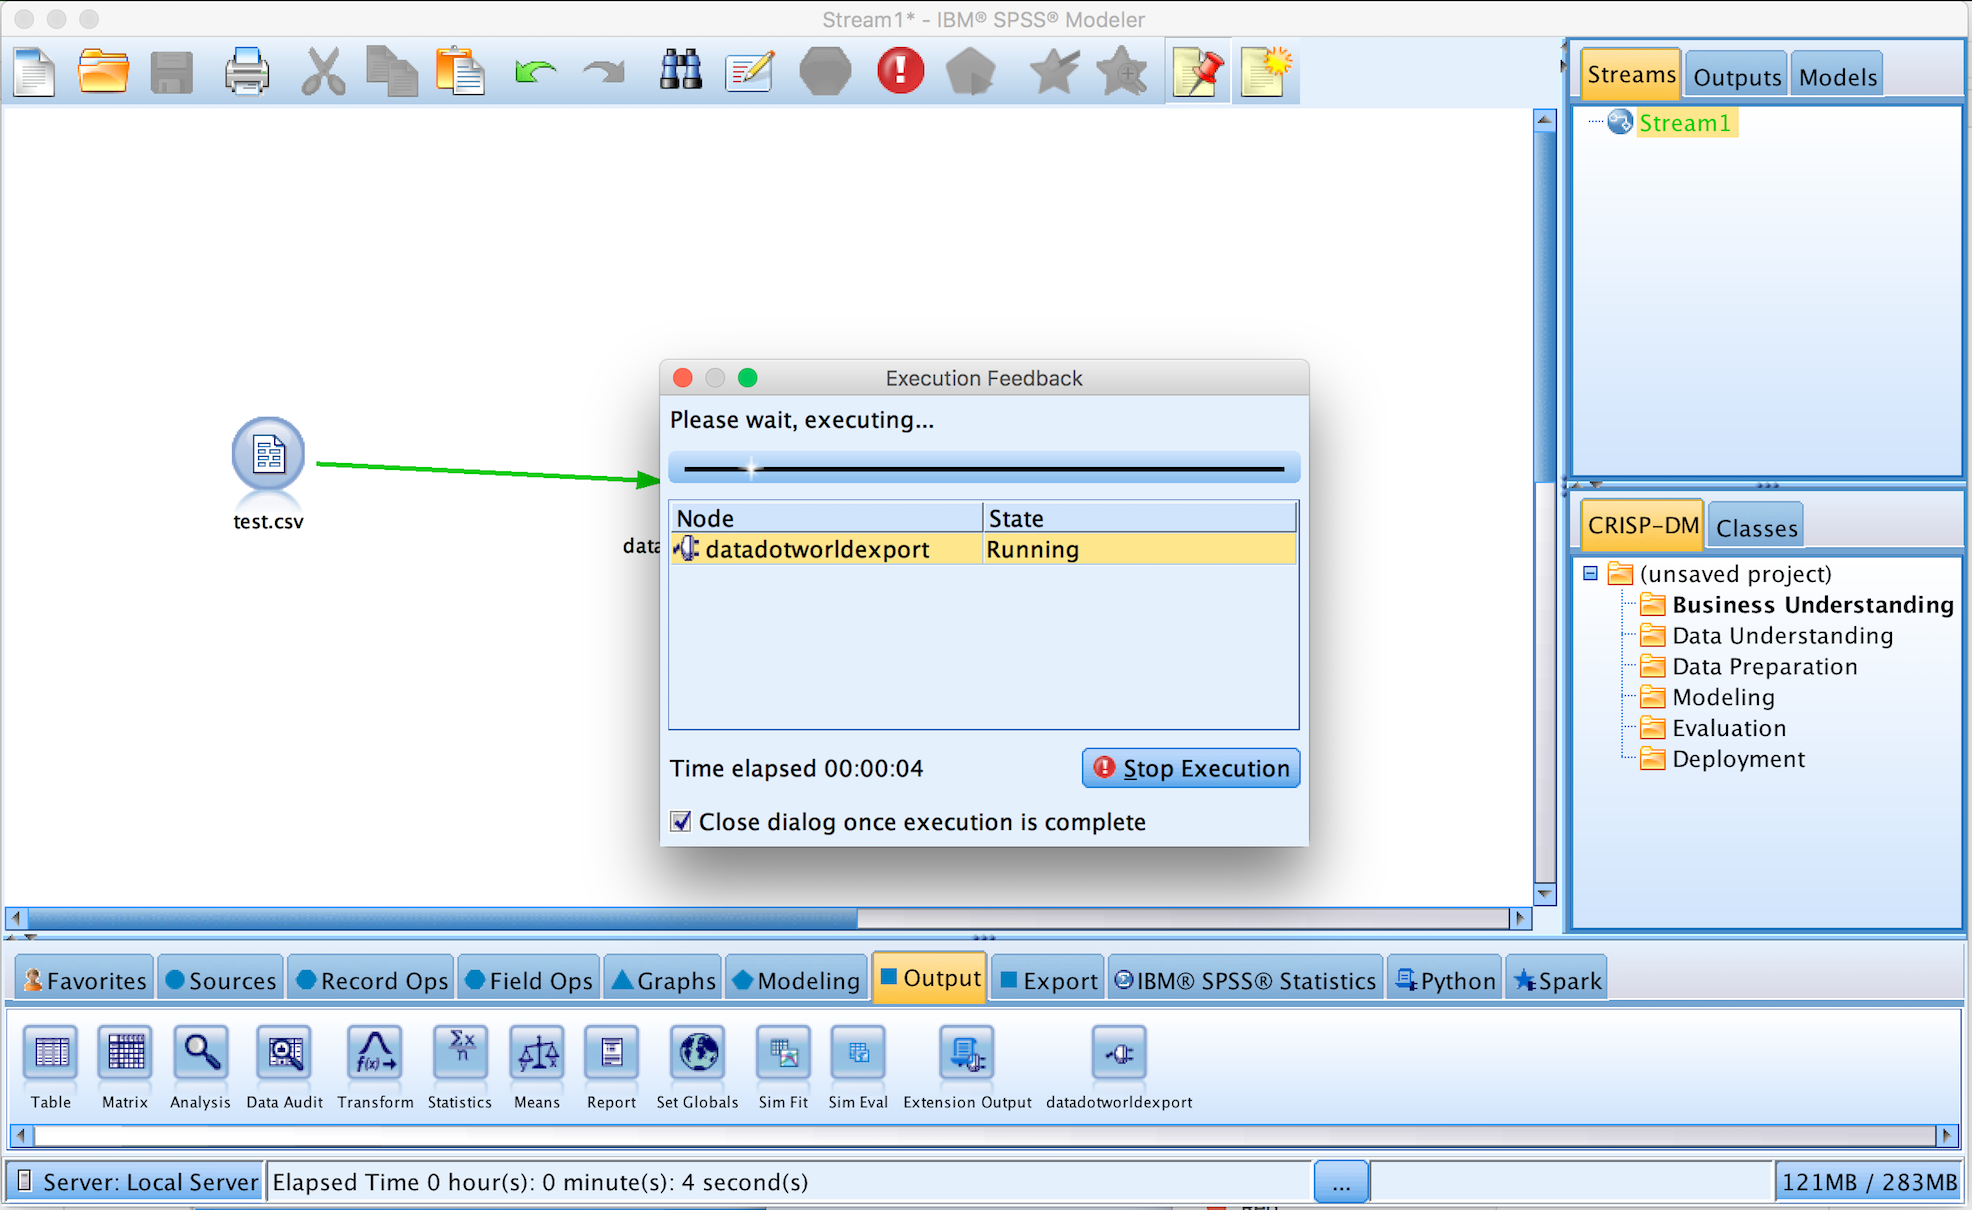 Stream1* - IBM® SPSS® Modeler
Streams
Outputs
Models
Stream1
test.csv
data
Execution Feedback
Please wait, executing...
Node
State
datadotworldexport
Running
Time elapsed 00:00:04
Stop Execution
Close dialog once execution is complete
CRISP-DM
Classes
(unsaved project)
Business Understanding
Data Understanding
Data Preparation
Modeling
Evaluation
Deployment
Favorites
Sources
Record Ops
Field Ops
Graphs
Modeling
Output
Export
IBM® SPSS® Statistics
Python
Spark
Table
Matrix
Analysis
Data Audit
Transform
Statistics
Means
Report
Set Globals
Sim Fit
Sim Eval
Extension Output
datadotworldexport
Server: Local Server
Elapsed Time 0 hour(s): 0 minute(s): 4 second(s)
...
121MB / 283MB